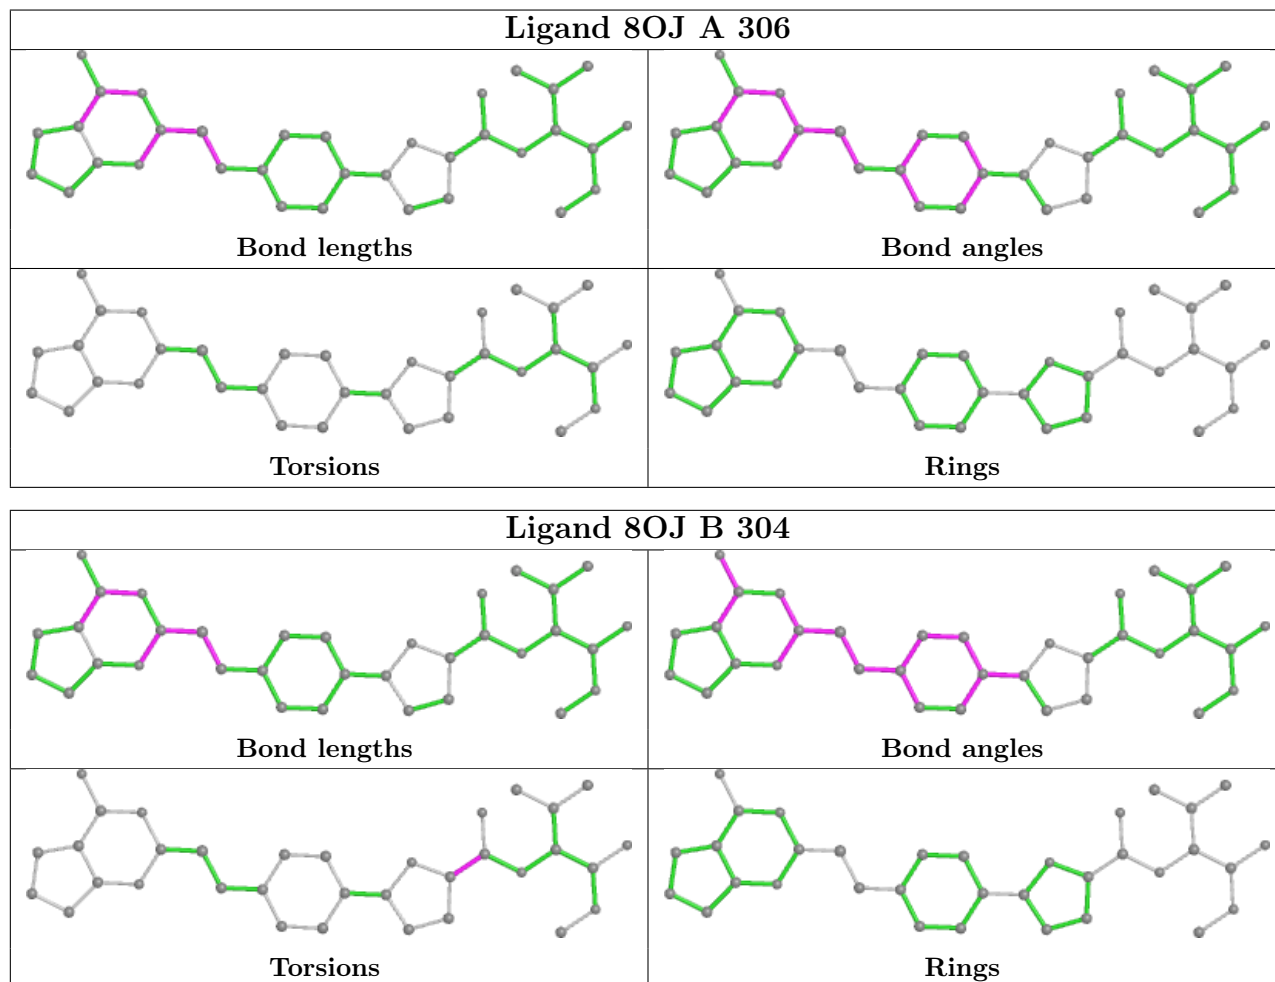 Ligand 8OJ A 306
Bond lengths
Bond angles
Torsions
Rings
Ligand 8OJ B 304
Bond lengths
Bond angles
Torsions
Rings